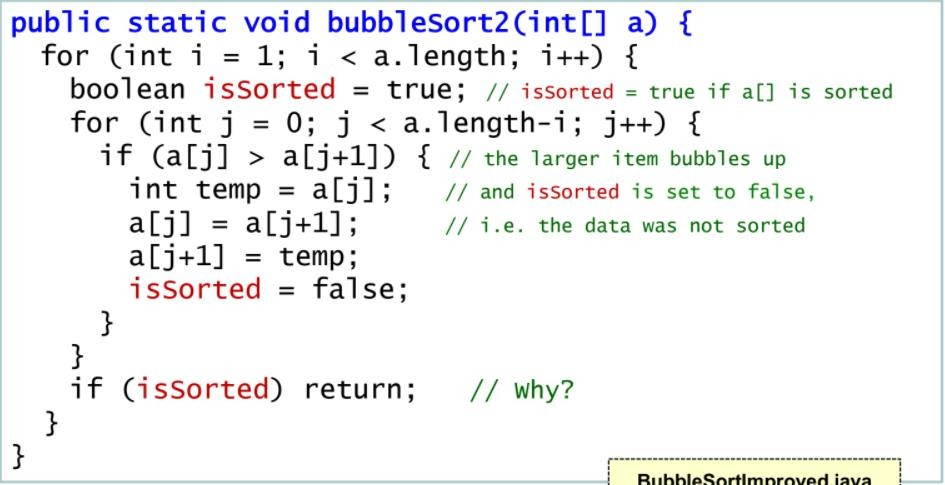 public static void bubbleSort2(int[] a) {
for (int i = 1; i < a.length; i++) {
boolean isSorted = true; // isSorted = true if a[] is sorted
for (int j = 0; j < a.length-i; j++) {
if (a[j] > a[j+1]) { // the larger item bubbles up
int temp = a[j]; // and isSorted is set to false,
a[j] = a[j+1]; // i.e. the data was not sorted
a[j+1] = temp;
isSorted = false;
}
}
if (isSorted) return; // why?
}
}
BubbleSortImproved.java